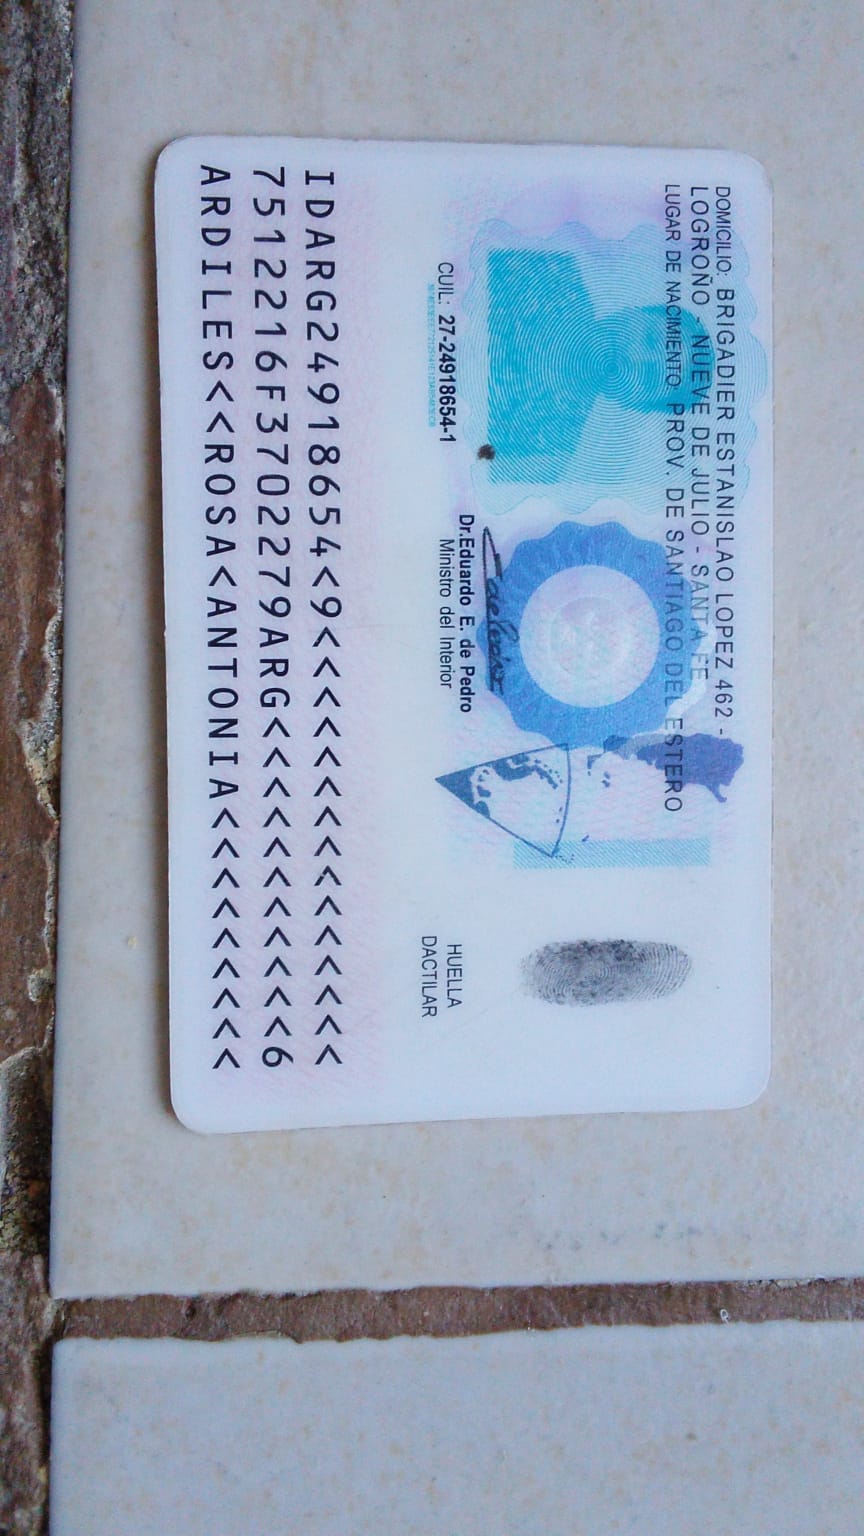 DOMICILIO: BRIGADIER ESTANISLAO LOPEZ 462 -
LOGROÑO - NUEVE DE JULIO - SANTA FE
LUGAR DE NACIMIENTO: PROV. DE SANTIAGO DEL ESTERO
CUIL: 27-24918654-1
Dr.Eduardo E. de Pedro
Ministro del Interior
HUELLA
DACTILAR
IDARG24918654<9<<<<<<<<<<<<<<<
7512216F3702279ARG<<<<<<<<<<<6
ARDILES<<ROSA<ANTONIA<<<<<<<<<